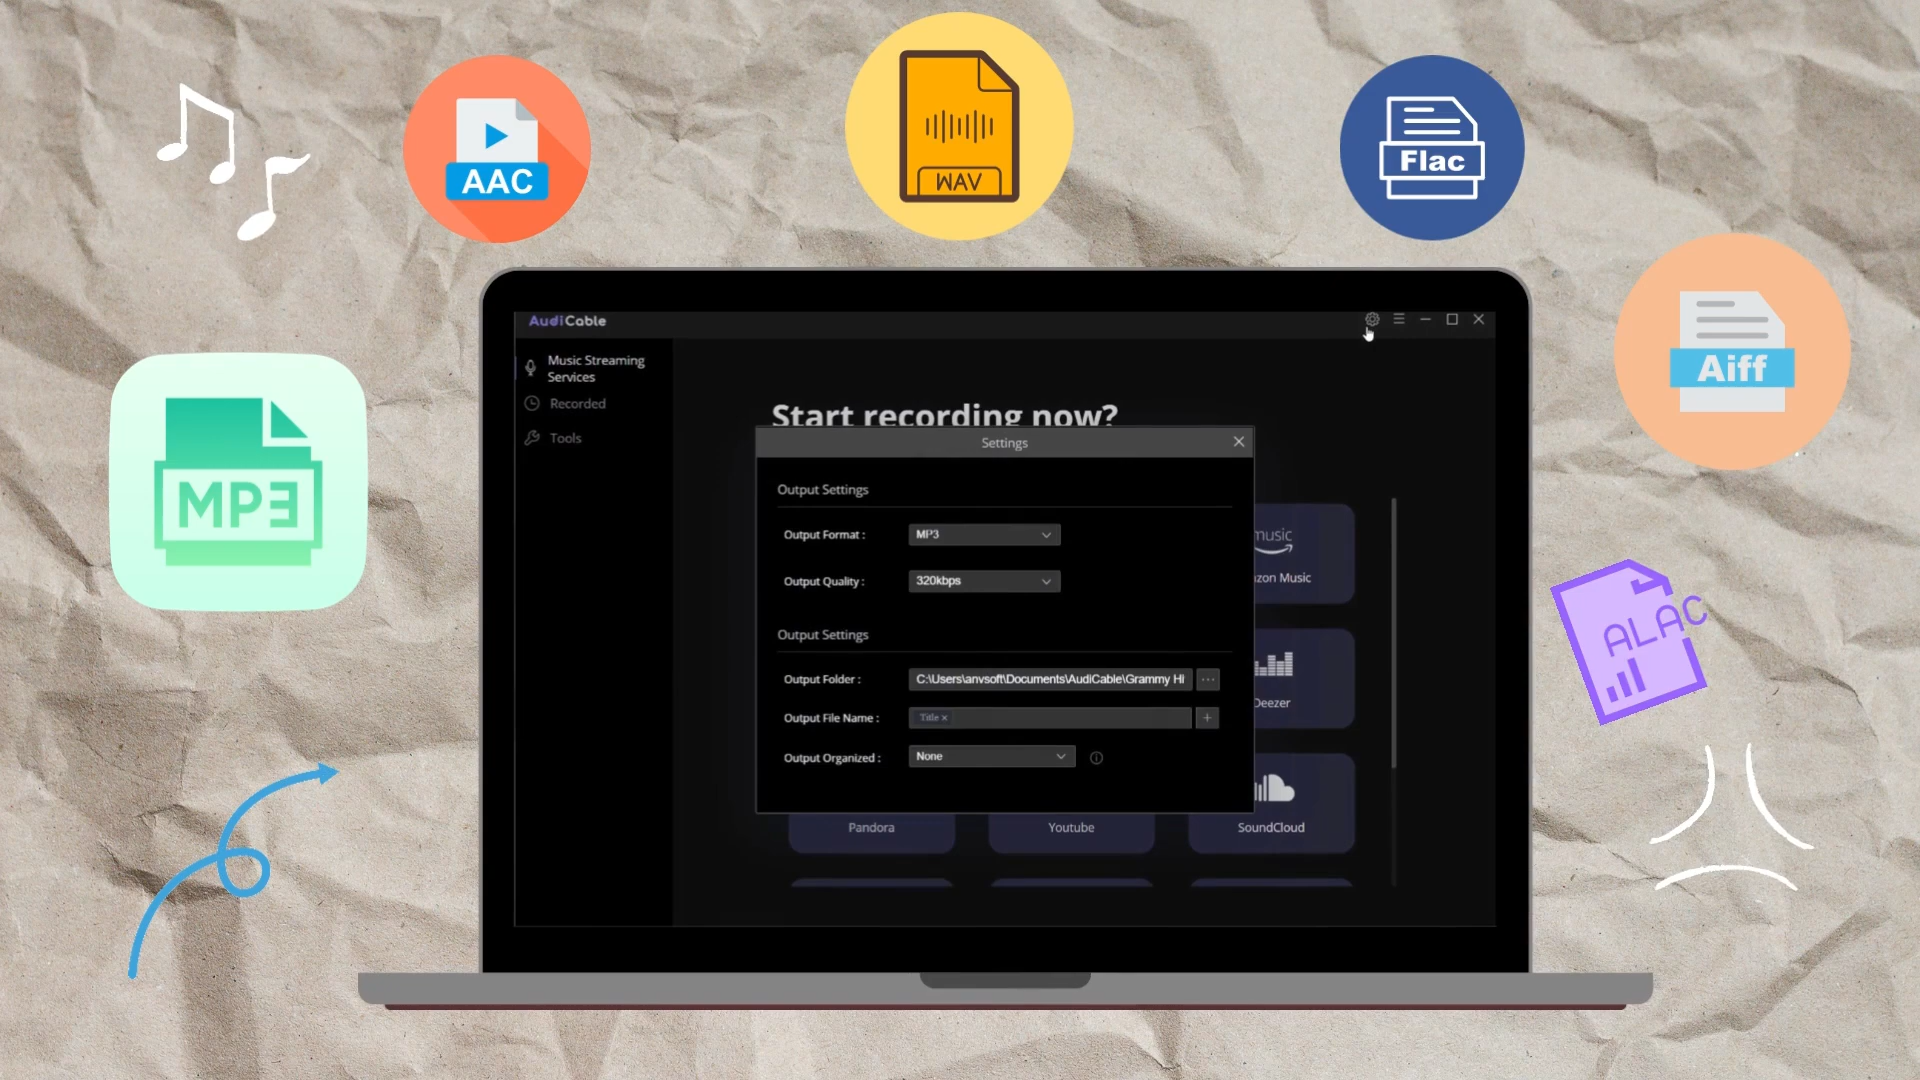 AAC
WAV
Flac
Aiff
MP3
ALAC
AudiCable
Music Streaming
Services
Recorded
Tools
Start recording now?
Settings
Output Settings
Output Format :
MP3
Output Quality :
320kbps
Output Settings
Output Folder :
C:\Users\anvsoft\Documents\AudiCable\Grammy Hi
...
Output File Name :
Title ×
+
Output Organized :
None
music
zon Music
Deezer
Pandora
Youtube
SoundCloud